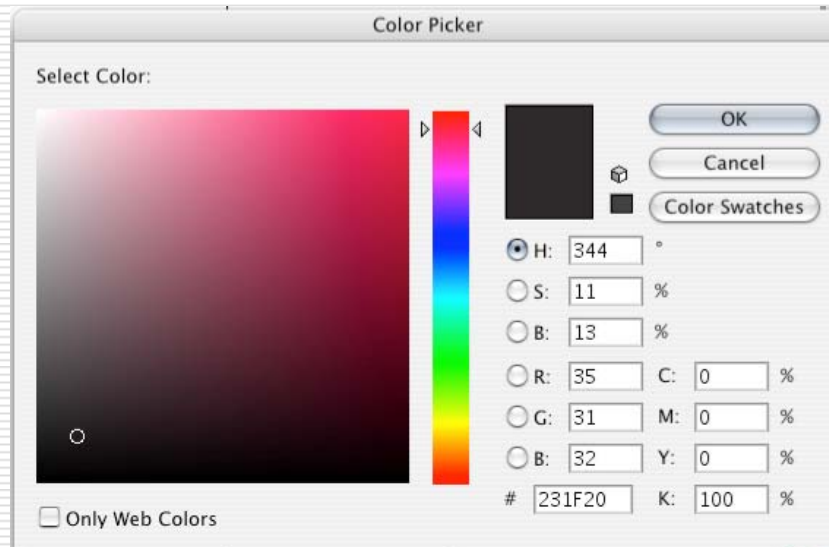 Color Picker
Select Color:
OK
Cancel
Color Swatches
H: 344 °
S: 11 %
B: 13 %
R: 35 C: 0 %
G: 31 M: 0 %
B: 32 Y: 0 %
# 231F20 K: 100 %
Only Web Colors